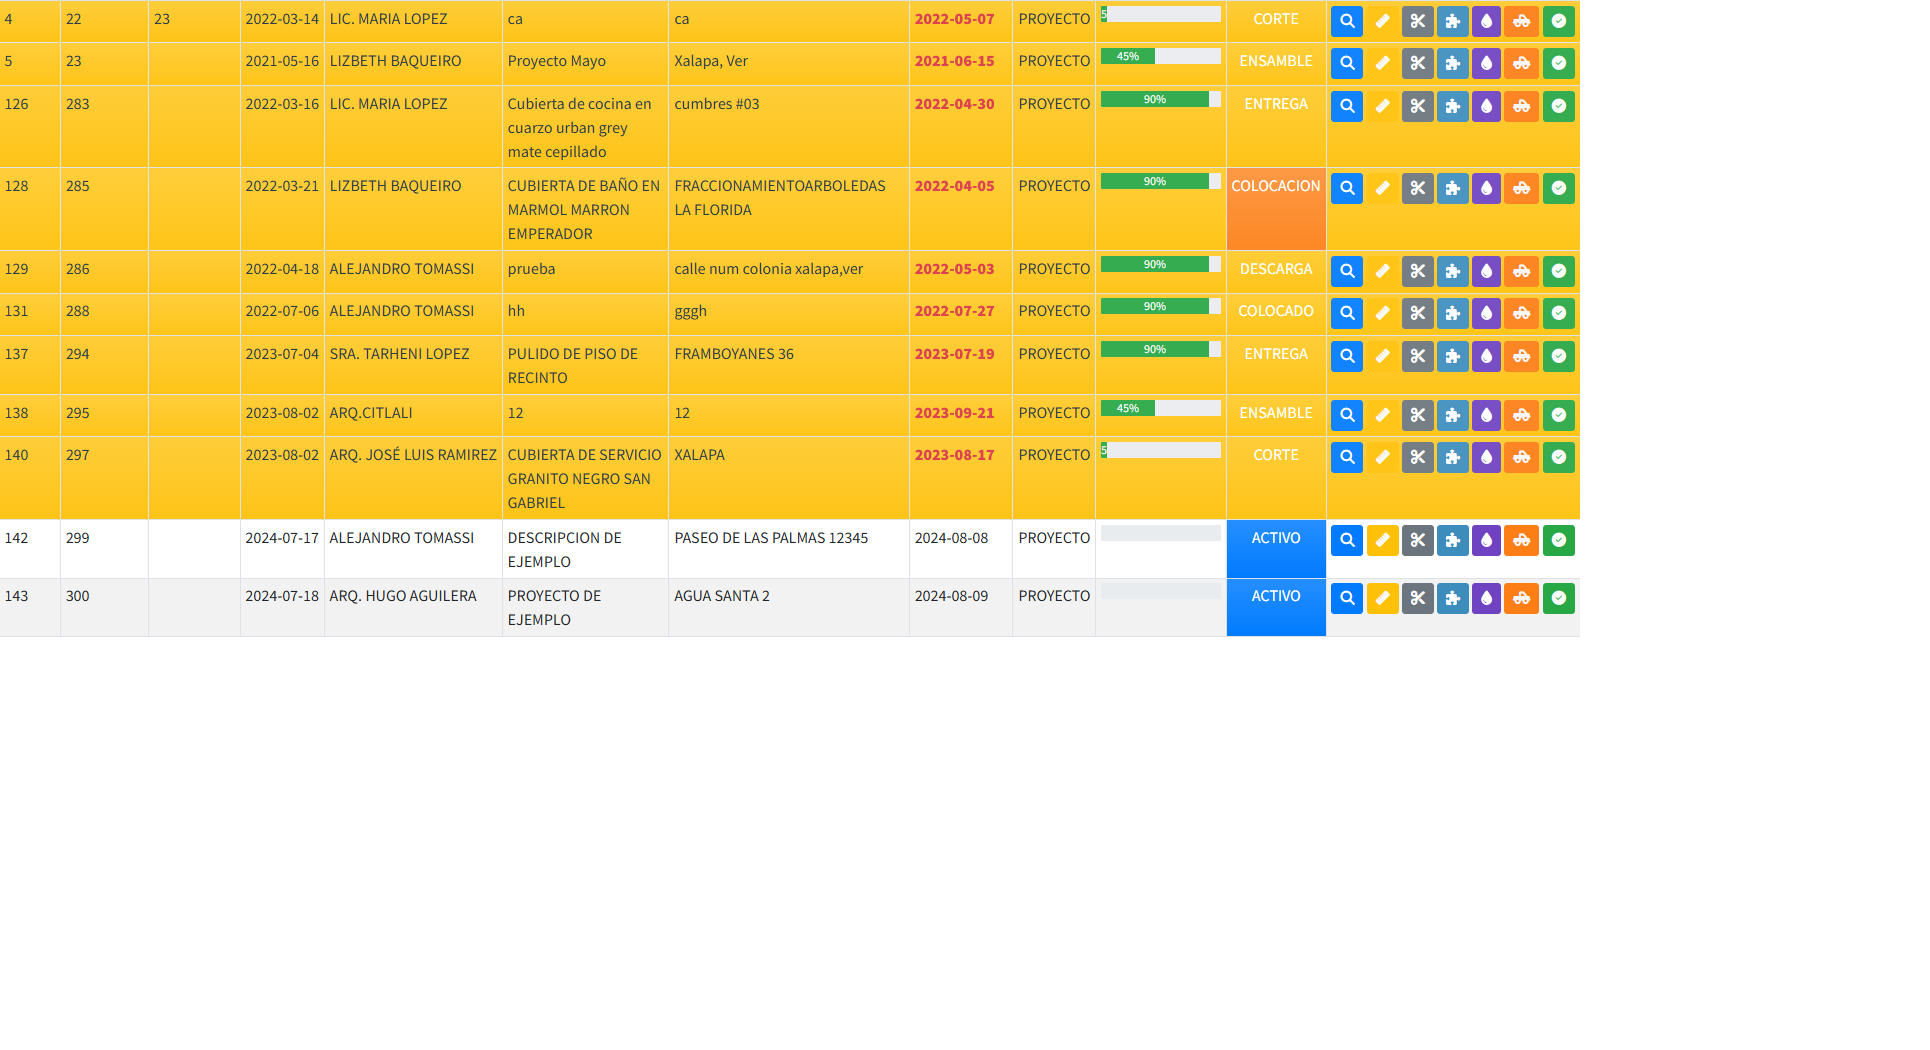 4 22 23 2022-03-14 LIC. MARIA LOPEZ ca ca 2022-05-07 PROYECTO 5 CORTE
5 23 2021-05-16 LIZBETH BAQUEIRO Proyecto Mayo Xalapa, Ver 2021-06-15 PROYECTO 45% ENSAMBLE
126 283 2022-03-16 LIC. MARIA LOPEZ Cubierta de cocina en cumbres #03 2022-04-30 PROYECTO 90% ENTREGA
cuarzo urban grey
mate cepillado
128 285 2022-03-21 LIZBETH BAQUEIRO CUBIERTA DE BAÑO EN FRACCIONAMIENTOARBOLEDAS 2022-04-05 PROYECTO 90% COLOCACION
MARMOL MARRON LA FLORIDA
EMPERADOR
129 286 2022-04-18 ALEJANDRO TOMASSI prueba calle num colonia xalapa,ver 2022-05-03 PROYECTO 90% DESCARGA
131 288 2022-07-06 ALEJANDRO TOMASSI hh gggh 2022-07-27 PROYECTO 90% COLOCADO
137 294 2023-07-04 SRA. TARHENI LOPEZ PULIDO DE PISO DE FRAMBOYANES 36 2023-07-19 PROYECTO 90% ENTREGA
RECINTO
138 295 2023-08-02 ARQ.CITLALI 12 12 2023-09-21 PROYECTO 45% ENSAMBLE
140 297 2023-08-02 ARQ. JOSÉ LUIS RAMIREZ CUBIERTA DE SERVICIO XALAPA 2023-08-17 PROYECTO 5 CORTE
GRANITO NEGRO SAN
GABRIEL
142 299 2024-07-17 ALEJANDRO TOMASSI DESCRIPCION DE PASEO DE LAS PALMAS 12345 2024-08-08 PROYECTO ACTIVO
EJEMPLO
143 300 2024-07-18 ARQ. HUGO AGUILERA PROYECTO DE AGUA SANTA 2 2024-08-09 PROYECTO ACTIVO
EJEMPLO